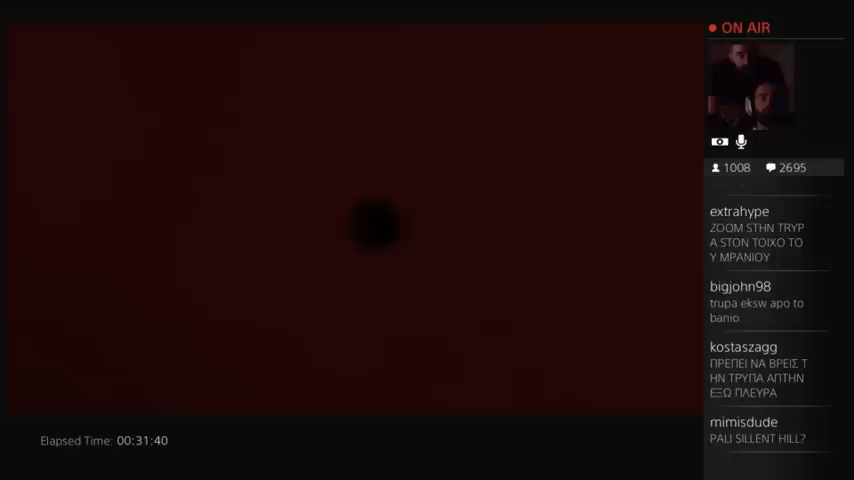 ON AIR
1008 2695
extrahype
ZOOM STHN TRYP
A STON TOIXO TO
Y MPANIOY
bigjohn98
trupa eksw apo to
banio
kostaszagg
ΠΡΕΠΕΙ ΝΑ ΒΡΕΙΣ Τ
ΗΝ ΤΡΥΠΑ ΑΠΤΗΝ
ΕΞΩ ΠΛΕΥΡΑ
mimisdude
PALI SILLENT HILL?
Elapsed Time: 00:31:40